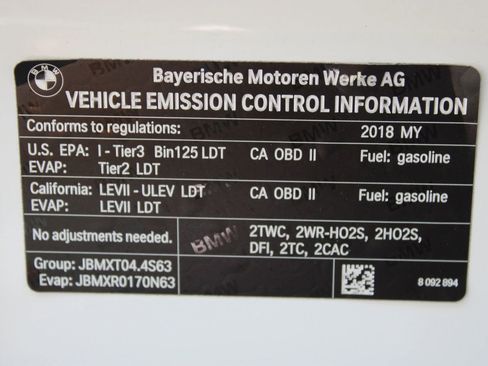 BMW
Bayerische Motoren Werke AG
VEHICLE EMISSION CONTROL INFORMATION
Conforms to regulations: 2018 MY
U.S. EPA: I - Tier3 Bin125 LDT CA OBD II Fuel: gasoline
EVAP: Tier2 LDT
California: LEVII - ULEV LDT CA OBD II Fuel: gasoline
EVAP: LEVII LDT
No adjustments needed. BMW 2TWC, 2WR-HO2S, 2HO2S,
DFI, 2TC, 2CAC
Group: JBMXT04.4S63
Evap: JBMXR0170N63 8 092 894